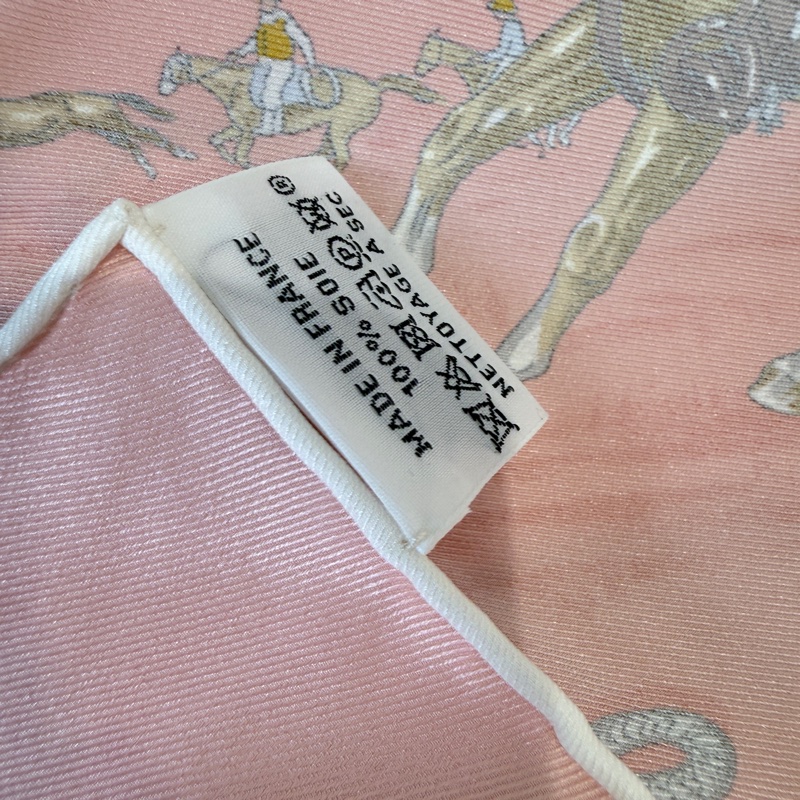 MADE IN FRANCE
100% SOIE
P
NETTOYAGE A SEC
®